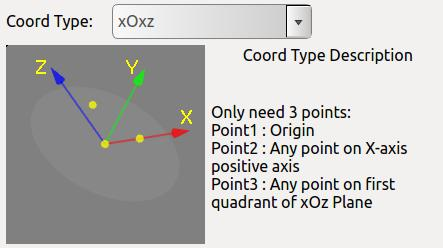 Coord Type: xOxz
Coord Type Description
Z
Y
X
Only need 3 points:
Point1 : Origin
Point2 : Any point on X-axis
positive axis
Point3 : Any point on first
quadrant of xOz Plane